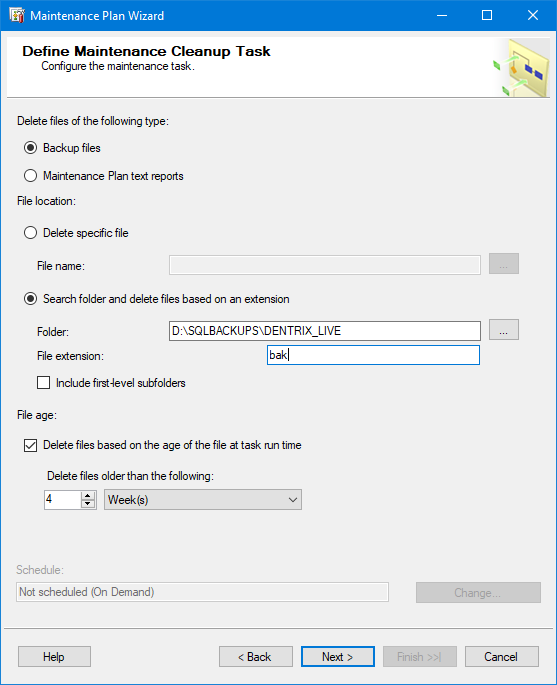 Maintenance Plan Wizard
Define Maintenance Cleanup Task
Configure the maintenance task.
Delete files of the following type:
Backup files
Maintenance Plan text reports
File location:
Delete specific file
File name:
...
Search folder and delete files based on an extension
Folder: D:\SQLBACKUPS\DENTRIX_LIVE ...
File extension: bak
Include first-level subfolders
File age:
Delete files based on the age of the file at task run time
Delete files older than the following:
4 Week(s)
Schedule:
Not scheduled (On Demand) Change...
Help < Back Next > Finish >>| Cancel